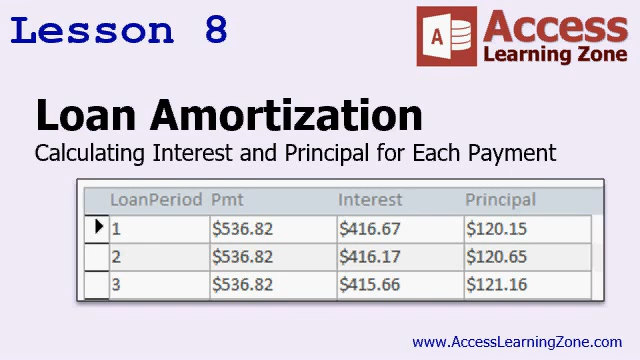 Lesson 8
A
Access
Learning Zone
Loan Amortization
Calculating Interest and Principal for Each Payment
LoanPeriod Pmt Interest Principal
1 $536.82 $416.67 $120.15
2 $536.82 $416.17 $120.65
3 $536.82 $415.66 $121.16
www.AccessLearningZone.com